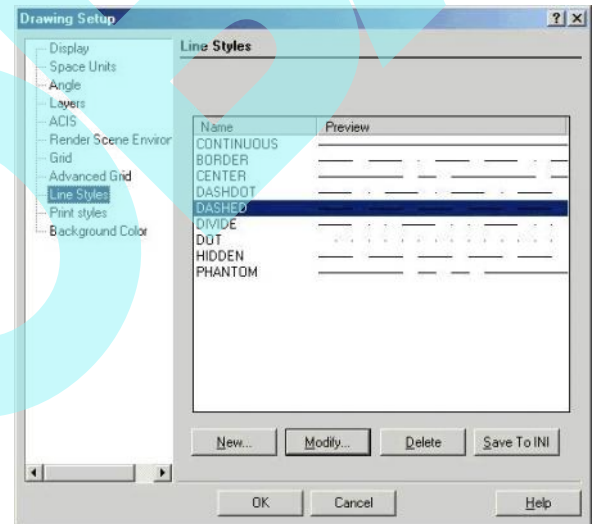 Drawing Setup
Display
Space Units
Angle
Layers
ACIS
Render Scene Environ
Grid
Advanced Grid
Line Styles
Print styles
Background Color
Line Styles
Name Preview
CONTINUOUS
BORDER
CENTER
DASHDOT
DASHED
DIVIDE
DOT
HIDDEN
PHANTOM
New... Modify... Delete Save To INI
OK Cancel Help